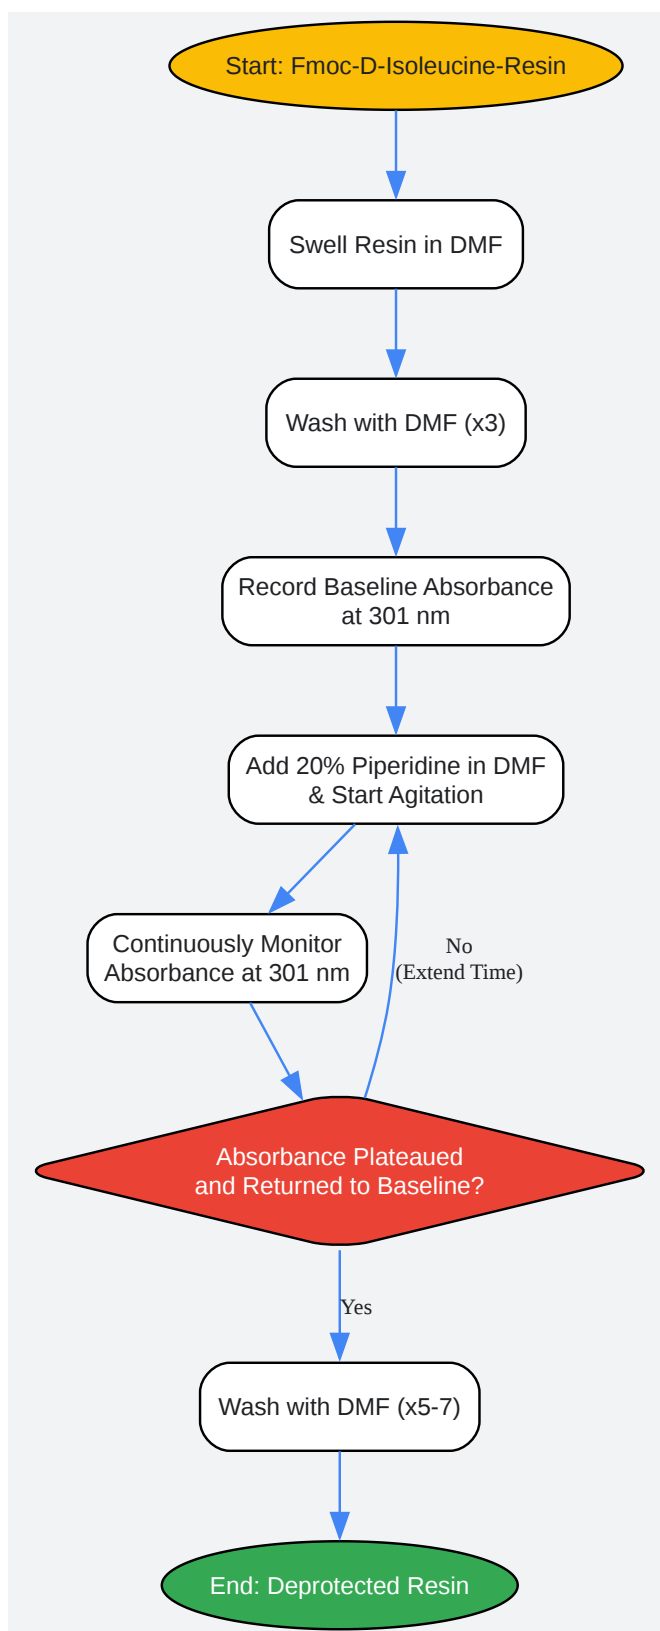 Start: Fmoc-D-Isoleucine-Resin
Swell Resin in DMF
Wash with DMF (x3)
Record Baseline Absorbance
at 301 nm
Add 20% Piperidine in DMF
& Start Agitation
Continuously Monitor
Absorbance at 301 nm
No
(Extend Time)
Absorbance Plateaued
and Returned to Baseline?
Yes
Wash with DMF (x5-7)
End: Deprotected Resin